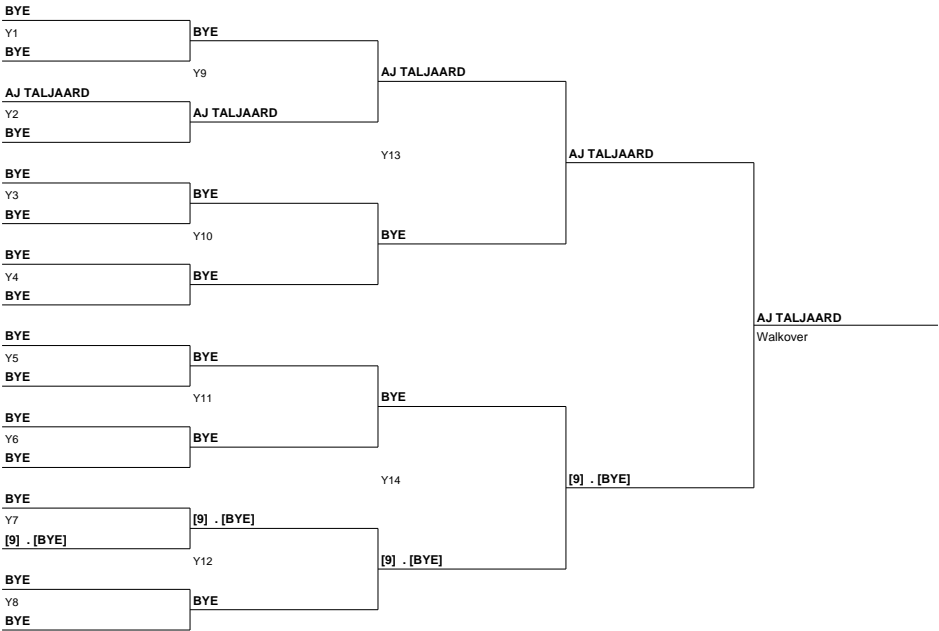 BYE
Y1
BYE
BYE
Y9
AJ TALJAARD
AJ TALJAARD
Y2
AJ TALJAARD
BYE
Y13
AJ TALJAARD
BYE
Y3
BYE
BYE
Y10
BYE
BYE
Y4
BYE
BYE
AJ TALJAARD
Walkover
BYE
Y5
BYE
BYE
Y11
BYE
BYE
Y6
BYE
BYE
Y14
[9] . [BYE]
BYE
Y7
[9] . [BYE]
[9] . [BYE]
Y12
[9] . [BYE]
BYE
Y8
BYE
BYE